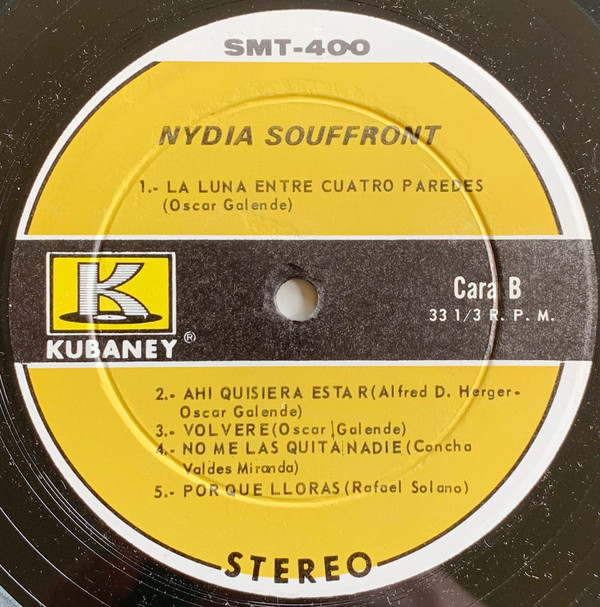 SMT-400
NYDIA SOUFFRONT
1.- LA LUNA ENTRE CUATRO PAREDES
(Oscar Galende)
K
KUBANEY ®
Cara B
33 1/3 R. P. M.
2.- AHI QUISIERA ESTAR (Alfred D. Herger-
Oscar Galende)
3.- VOLVERE (Oscar Galende)
4.- NO ME LAS QUITA NADIE (Concha
Valdes Miranda)
5.- POR QUE LLORAS (Rafael Solano)
STEREO